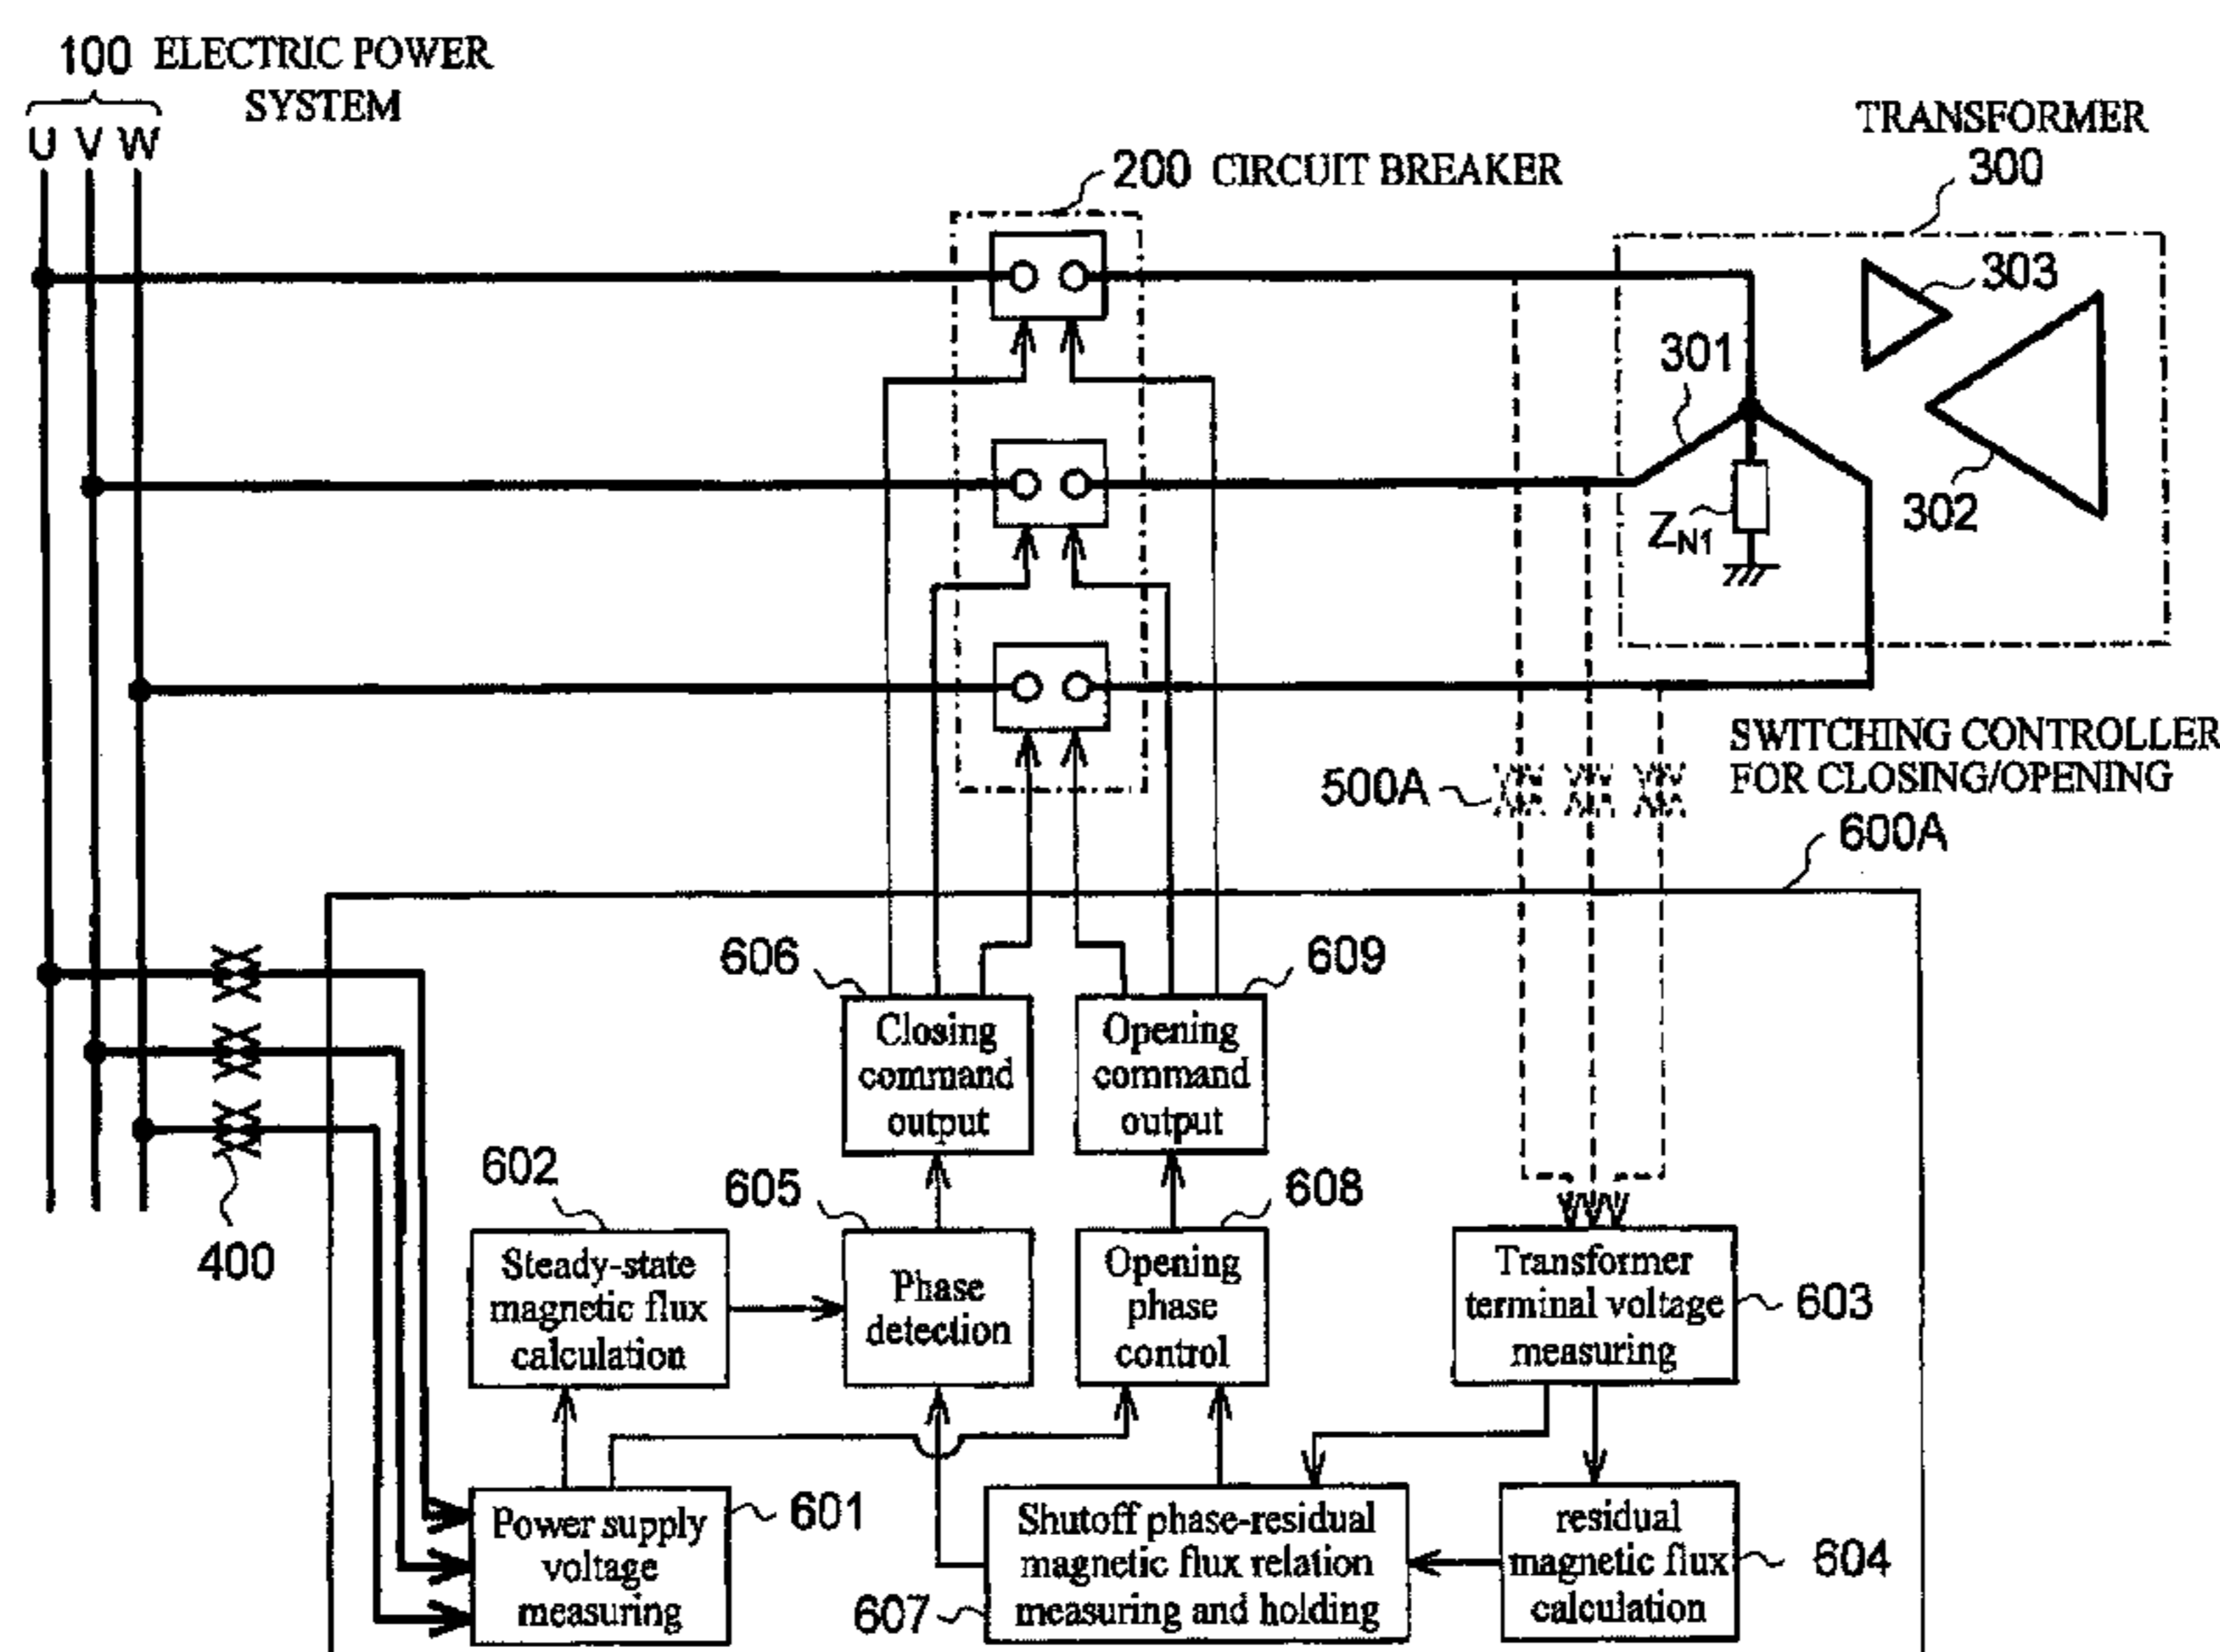 100 ELECTRIC POWER
SYSTEM
U V W
TRANSFORMER
300
200 CIRCUIT BREAKER
303
301
302
ZN1
SWITCHING CONTROLLER
FOR CLOSING/OPENING
500A
600A
606
609
Closing
command
output
Opening
command
output
400
602
605
608
Steady-state
magnetic flux
calculation
Phase
detection
Opening
phase
control
Transformer
terminal voltage
measuring
603
Power supply
voltage
measuring
601
Shutoff phase-residual
magnetic flux relation
measuring and holding
607
residual
magnetic flux
calculation
604